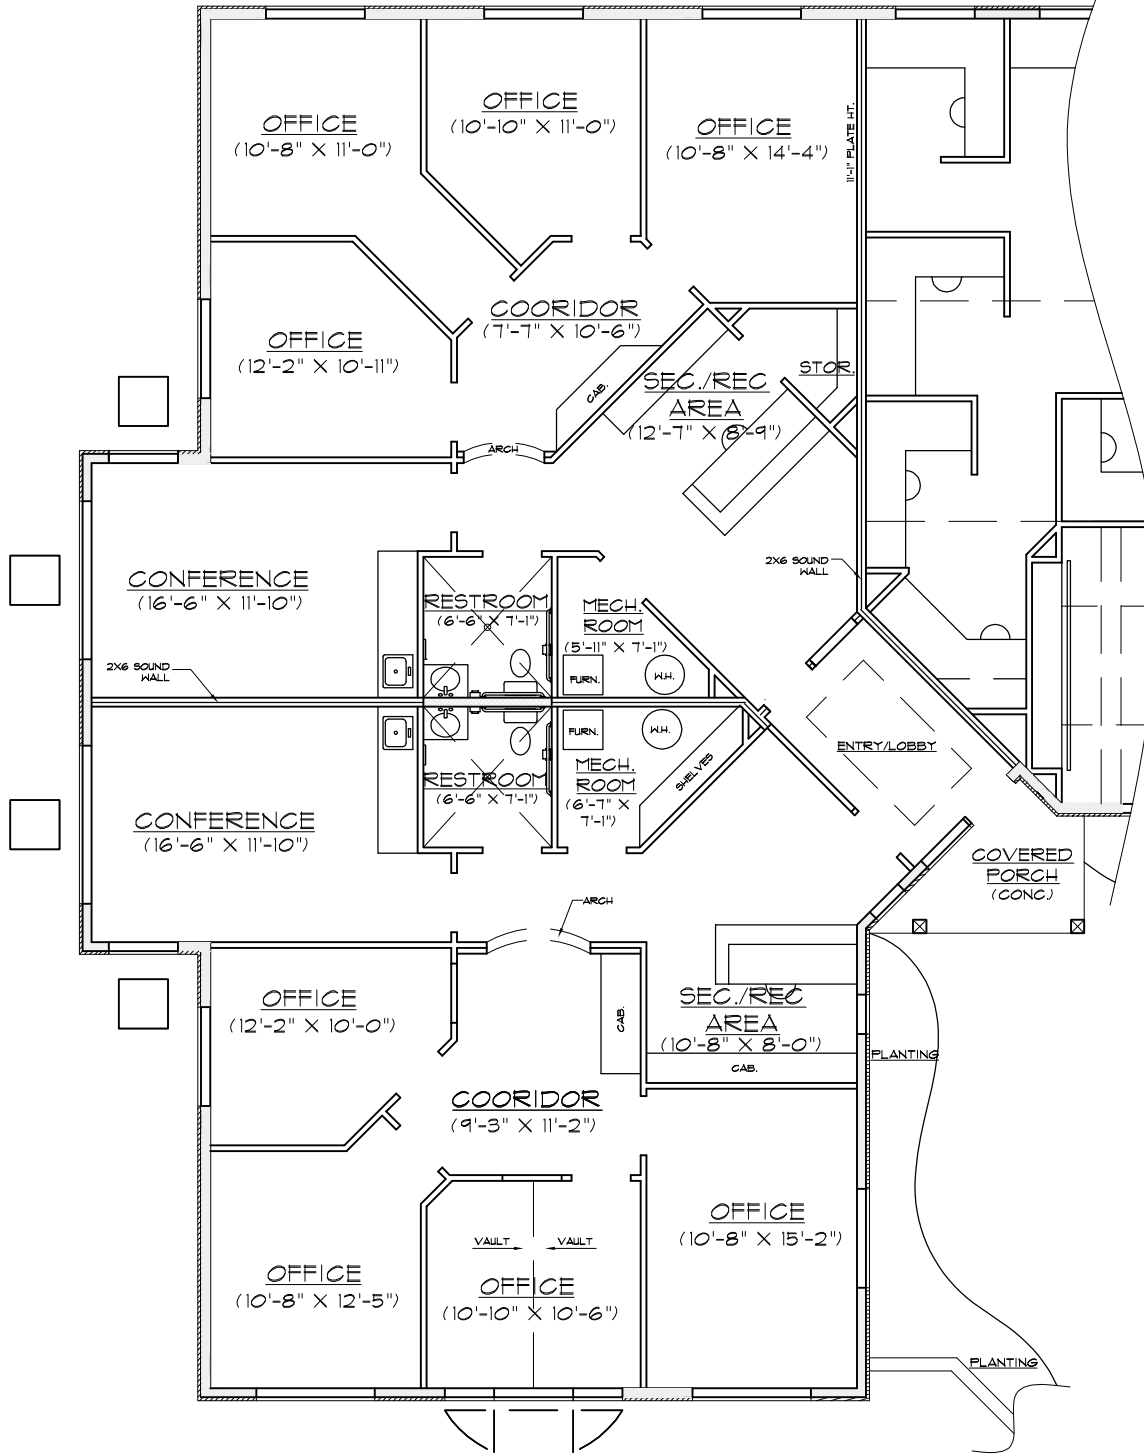 OFFICE
(10'-8" X 11'-0")
OFFICE
(10'-10" X 11'-0")
OFFICE
(10'-8" X 14'-4")
11'-1" PLATE HT.
OFFICE
(12'-2" X 10'-11")
COORIDOR
(7'-7" X 10'-6")
CAB.
SEC./REC
AREA
(12'-7" X 8'-9")
STOR.
ARCH
CONFERENCE
(16'-6" X 11'-10")
RESTROOM
(6'-6" X 7'-1")
MECH.
ROOM
(5'-11" X 7'-1")
2X6 SOUND
WALL
2X6 SOUND
WALL
FURN.
W.H.
FURN.
W.H.
ENTRY/LOBBY
RESTROOM
(6'-6" X 7'-1")
MECH.
ROOM
(6'-7" X
7'-1")
SHELVES
CONFERENCE
(16'-6" X 11'-10")
COVERED
PORCH
(CONC.)
ARCH
OFFICE
(12'-2" X 10'-0")
CAB.
SEC./REC
AREA
(10'-8" X 8'-0")
CAB.
PLANTING
COORIDOR
(9'-3" X 11'-2")
OFFICE
(10'-8" X 15'-2")
VAULT
VAULT
OFFICE
(10'-8" X 12'-5")
OFFICE
(10'-10" X 10'-6")
PLANTING